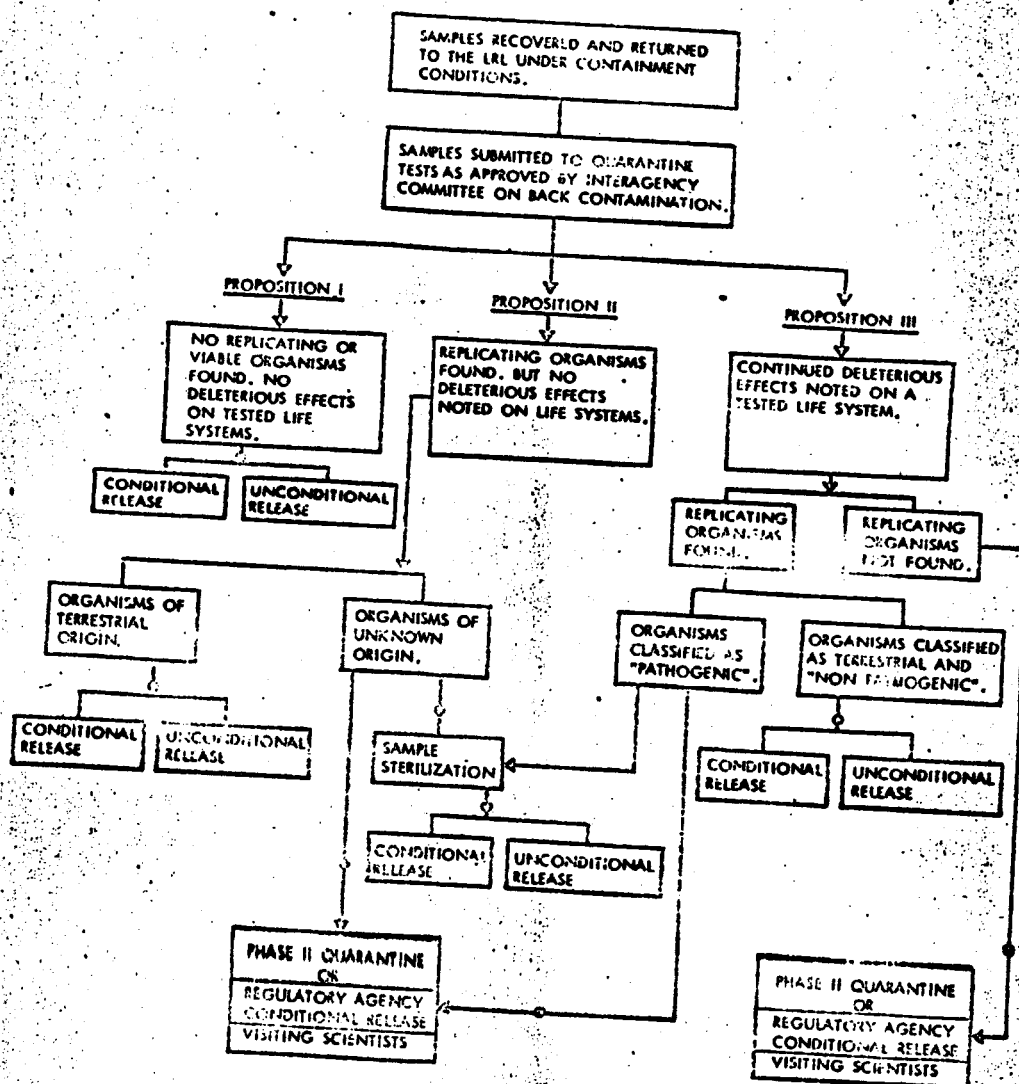 SAMPLES RECOVERED AND RETURNED
TO THE LRL UNDER CONTAINMENT
CONDITIONS.
SAMPLES SUBMITTED TO QUARANTINE
TESTS AS APPROVED BY INTERAGENCY
COMMITTEE ON BACK CONTAMINATION.
PROPOSITION I
NO REPLICATING OR
VIABLE ORGANISMS
FOUND. NO
DELETERIOUS EFFECTS
ON TESTED LIFE
SYSTEMS.
CONDITIONAL
RELEASE
UNCONDITIONAL
RELEASE
PROPOSITION II
REPLICATING ORGANISMS
FOUND. BUT NO
DELETERIOUS EFFECTS
NOTED ON LIFE SYSTEMS.
PROPOSITION III
CONTINUED DELETERIOUS
EFFECTS NOTED ON A
TESTED LIFE SYSTEM.
REPLICATING
ORGANISMS
FOUND.
REPLICATING
ORGANISMS
NOT FOUND.
ORGANISMS OF
TERRESTRIAL
ORIGIN.
ORGANISMS OF
UNKNOWN
ORIGIN.
ORGANISMS
CLASSIFIED AS
"PATHOGENIC".
ORGANISMS CLASSIFIED
AS TERRESTRIAL AND
"NON PATHOGENIC".
CONDITIONAL
RELEASE
UNCONDITIONAL
RELEASE
SAMPLE
STERILIZATION
CONDITIONAL
RELEASE
UNCONDITIONAL
RELEASE
CONDITIONAL
RELEASE
UNCONDITIONAL
RELEASE
PHASE II QUARANTINE
OR
REGULATORY AGENCY
CONDITIONAL RELEASE
VISITING SCIENTISTS
PHASE II QUARANTINE
OR
REGULATORY AGENCY
CONDITIONAL RELEASE
VISITING SCIENTISTS